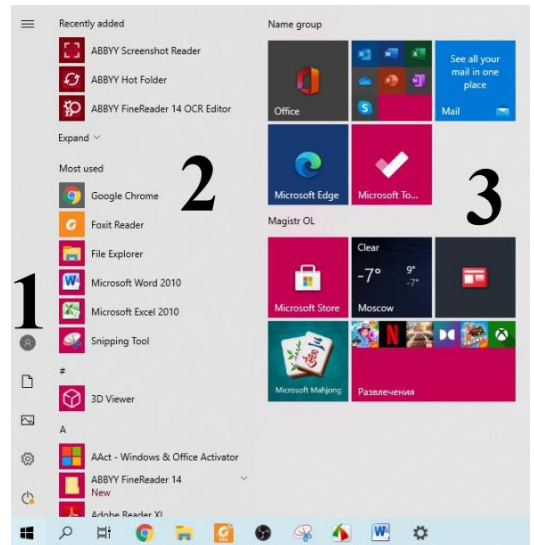 Recently added
ABBYY Screenshot Reader
ABBYY Hot Folder
ABBYY FineReader 14 OCR Editor
Expand
Most used
2
Google Chrome
Foxit Reader
File Explorer
1
Microsoft Word 2010
Microsoft Excel 2010
Snipping Tool
#
3D Viewer
A
AAct - Windows & Office Activator
ABBYY FineReader 14
New
Adobe Reader XI
Name group
Office
See all your
mail in one
place
Mail
Microsoft Edge
Microsoft To...
3
Magistr OL
Microsoft Store
Clear
-7°
9°
-7°
Moscow
Microsoft Mahjong
Развлечения